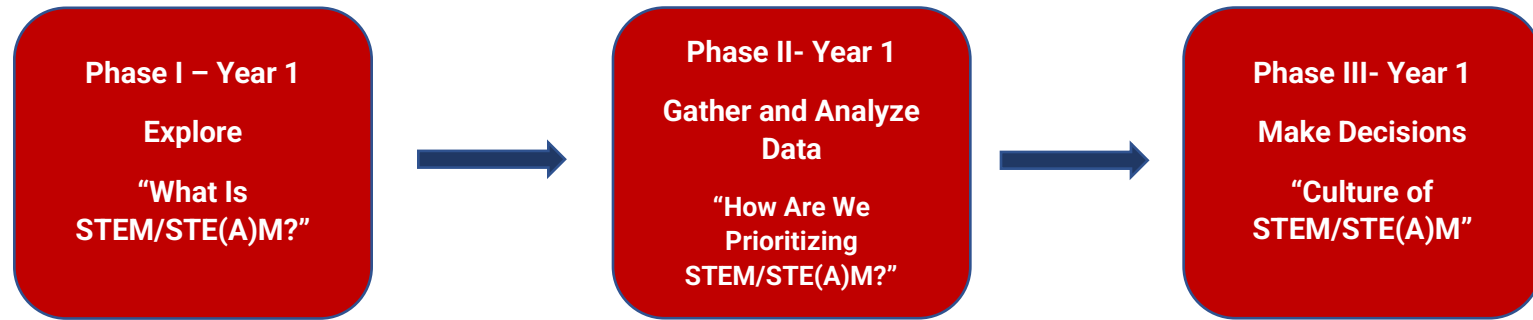 Phase I – Year 1
Explore
“What Is
STEM/STE(A)M?”
Phase II- Year 1
Gather and Analyze
Data
“How Are We
Prioritizing
STEM/STE(A)M?”
Phase III- Year 1
Make Decisions
“Culture of
STEM/STE(A)M”